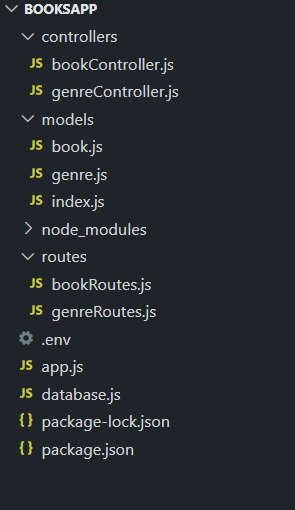 BOOKSAPP
controllers
JS bookController.js
JS genreController.js
models
JS book.js
JS genre.js
JS index.js
node_modules
routes
JS bookRoutes.js
JS genreRoutes.js
.env
JS app.js
JS database.js
{} package-lock.json
{} package.json